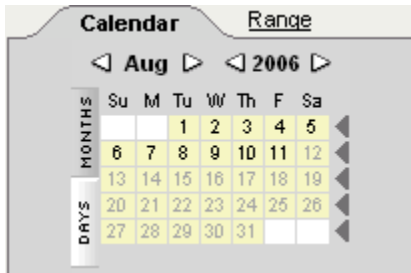 Calendar Range
Aug 2006
Su M Tu W Th F Sa
1 2 3 4 5
6 7 8 9 10 11 12
13 14 15 16 17 18 19
20 21 22 23 24 25 26
27 28 29 30 31
MONTHS
DAYS